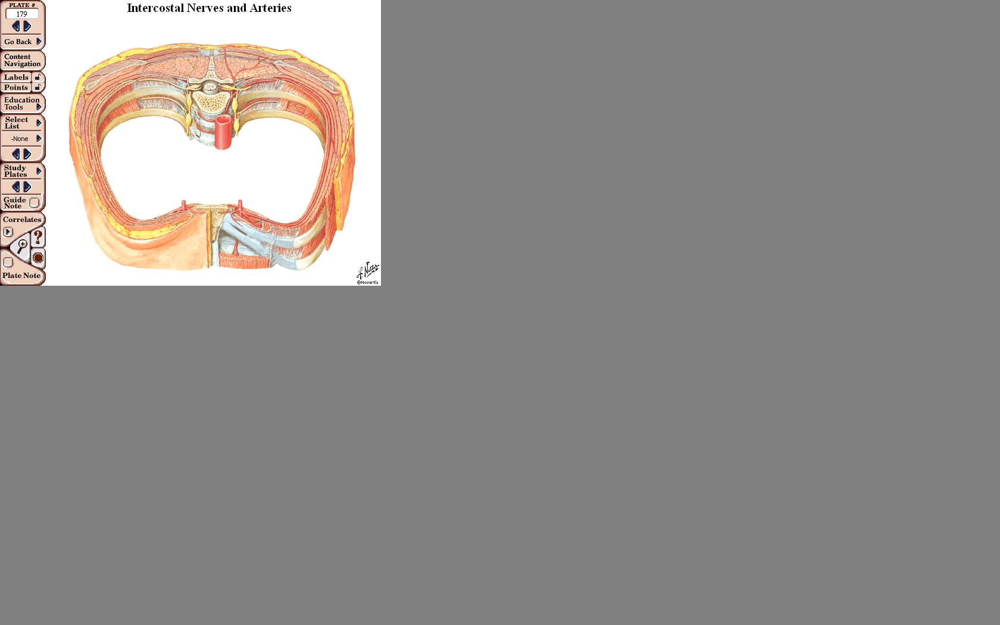 PLATE #
179
Go Back
Content
Navigation
Labels
Points
Education
Tools
Select
List
-None
Study
Plates
Guide
Note
Correlates
?
Plate Note
Intercostal Nerves and Arteries
F. Netter
©Novartis